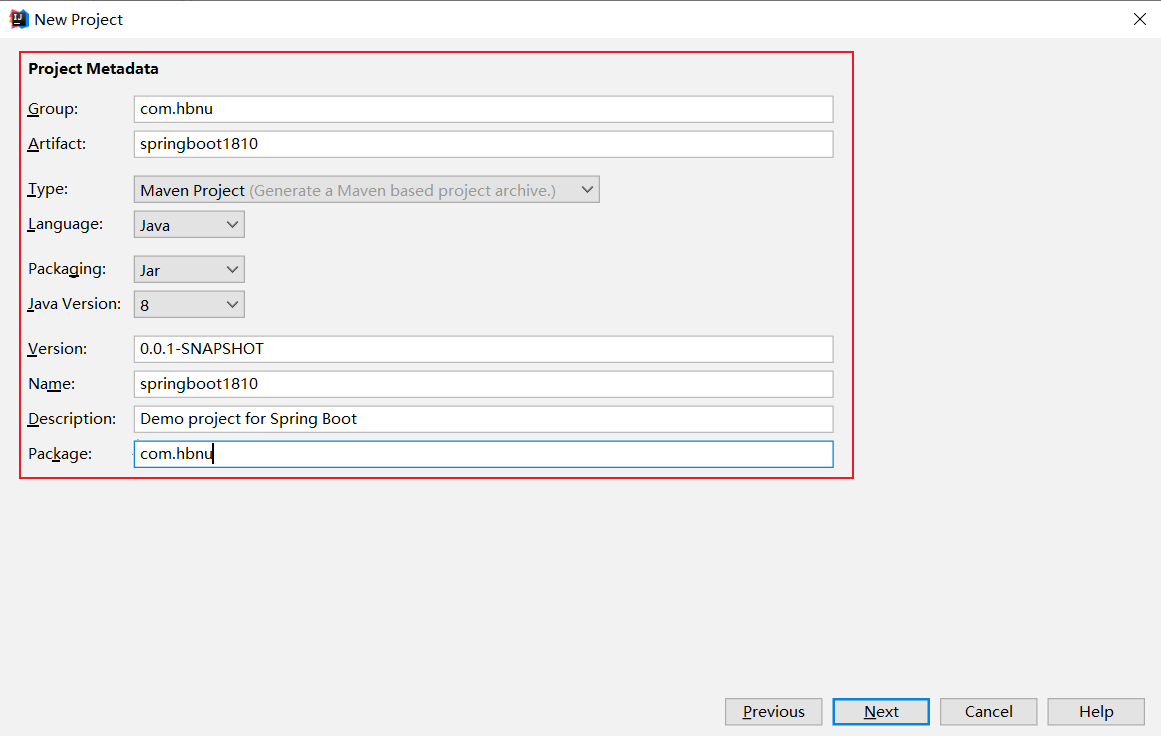 New Project
Project Metadata
Group: com.hbnu
Artifact: springboot1810
Type: Maven Project (Generate a Maven based project archive.)
Language: Java
Packaging: Jar
Java Version: 8
Version: 0.0.1-SNAPSHOT
Name: springboot1810
Description: Demo project for Spring Boot
Package: com.hbnu
Previous Next Cancel Help